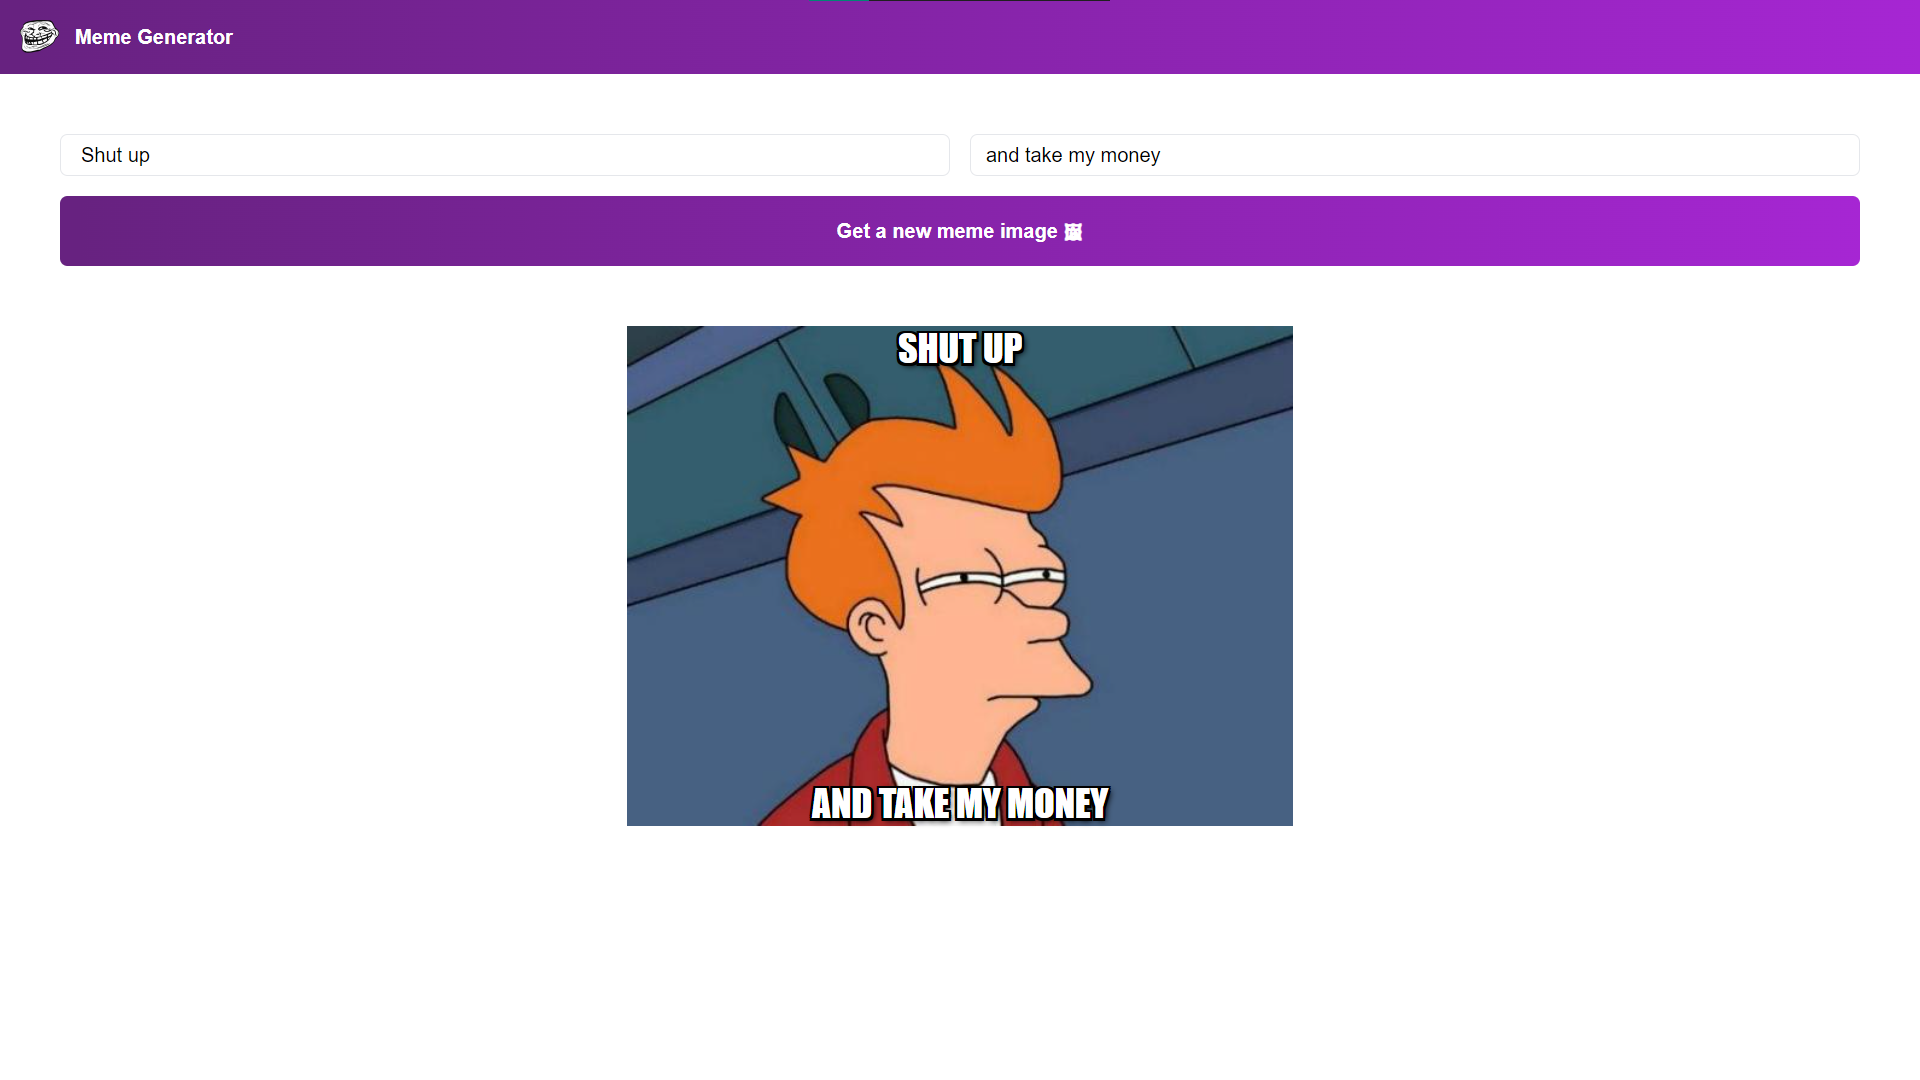 Meme Generator
Shut up
and take my money
Get a new meme image 🖼
SHUT UP
AND TAKE MY MONEY